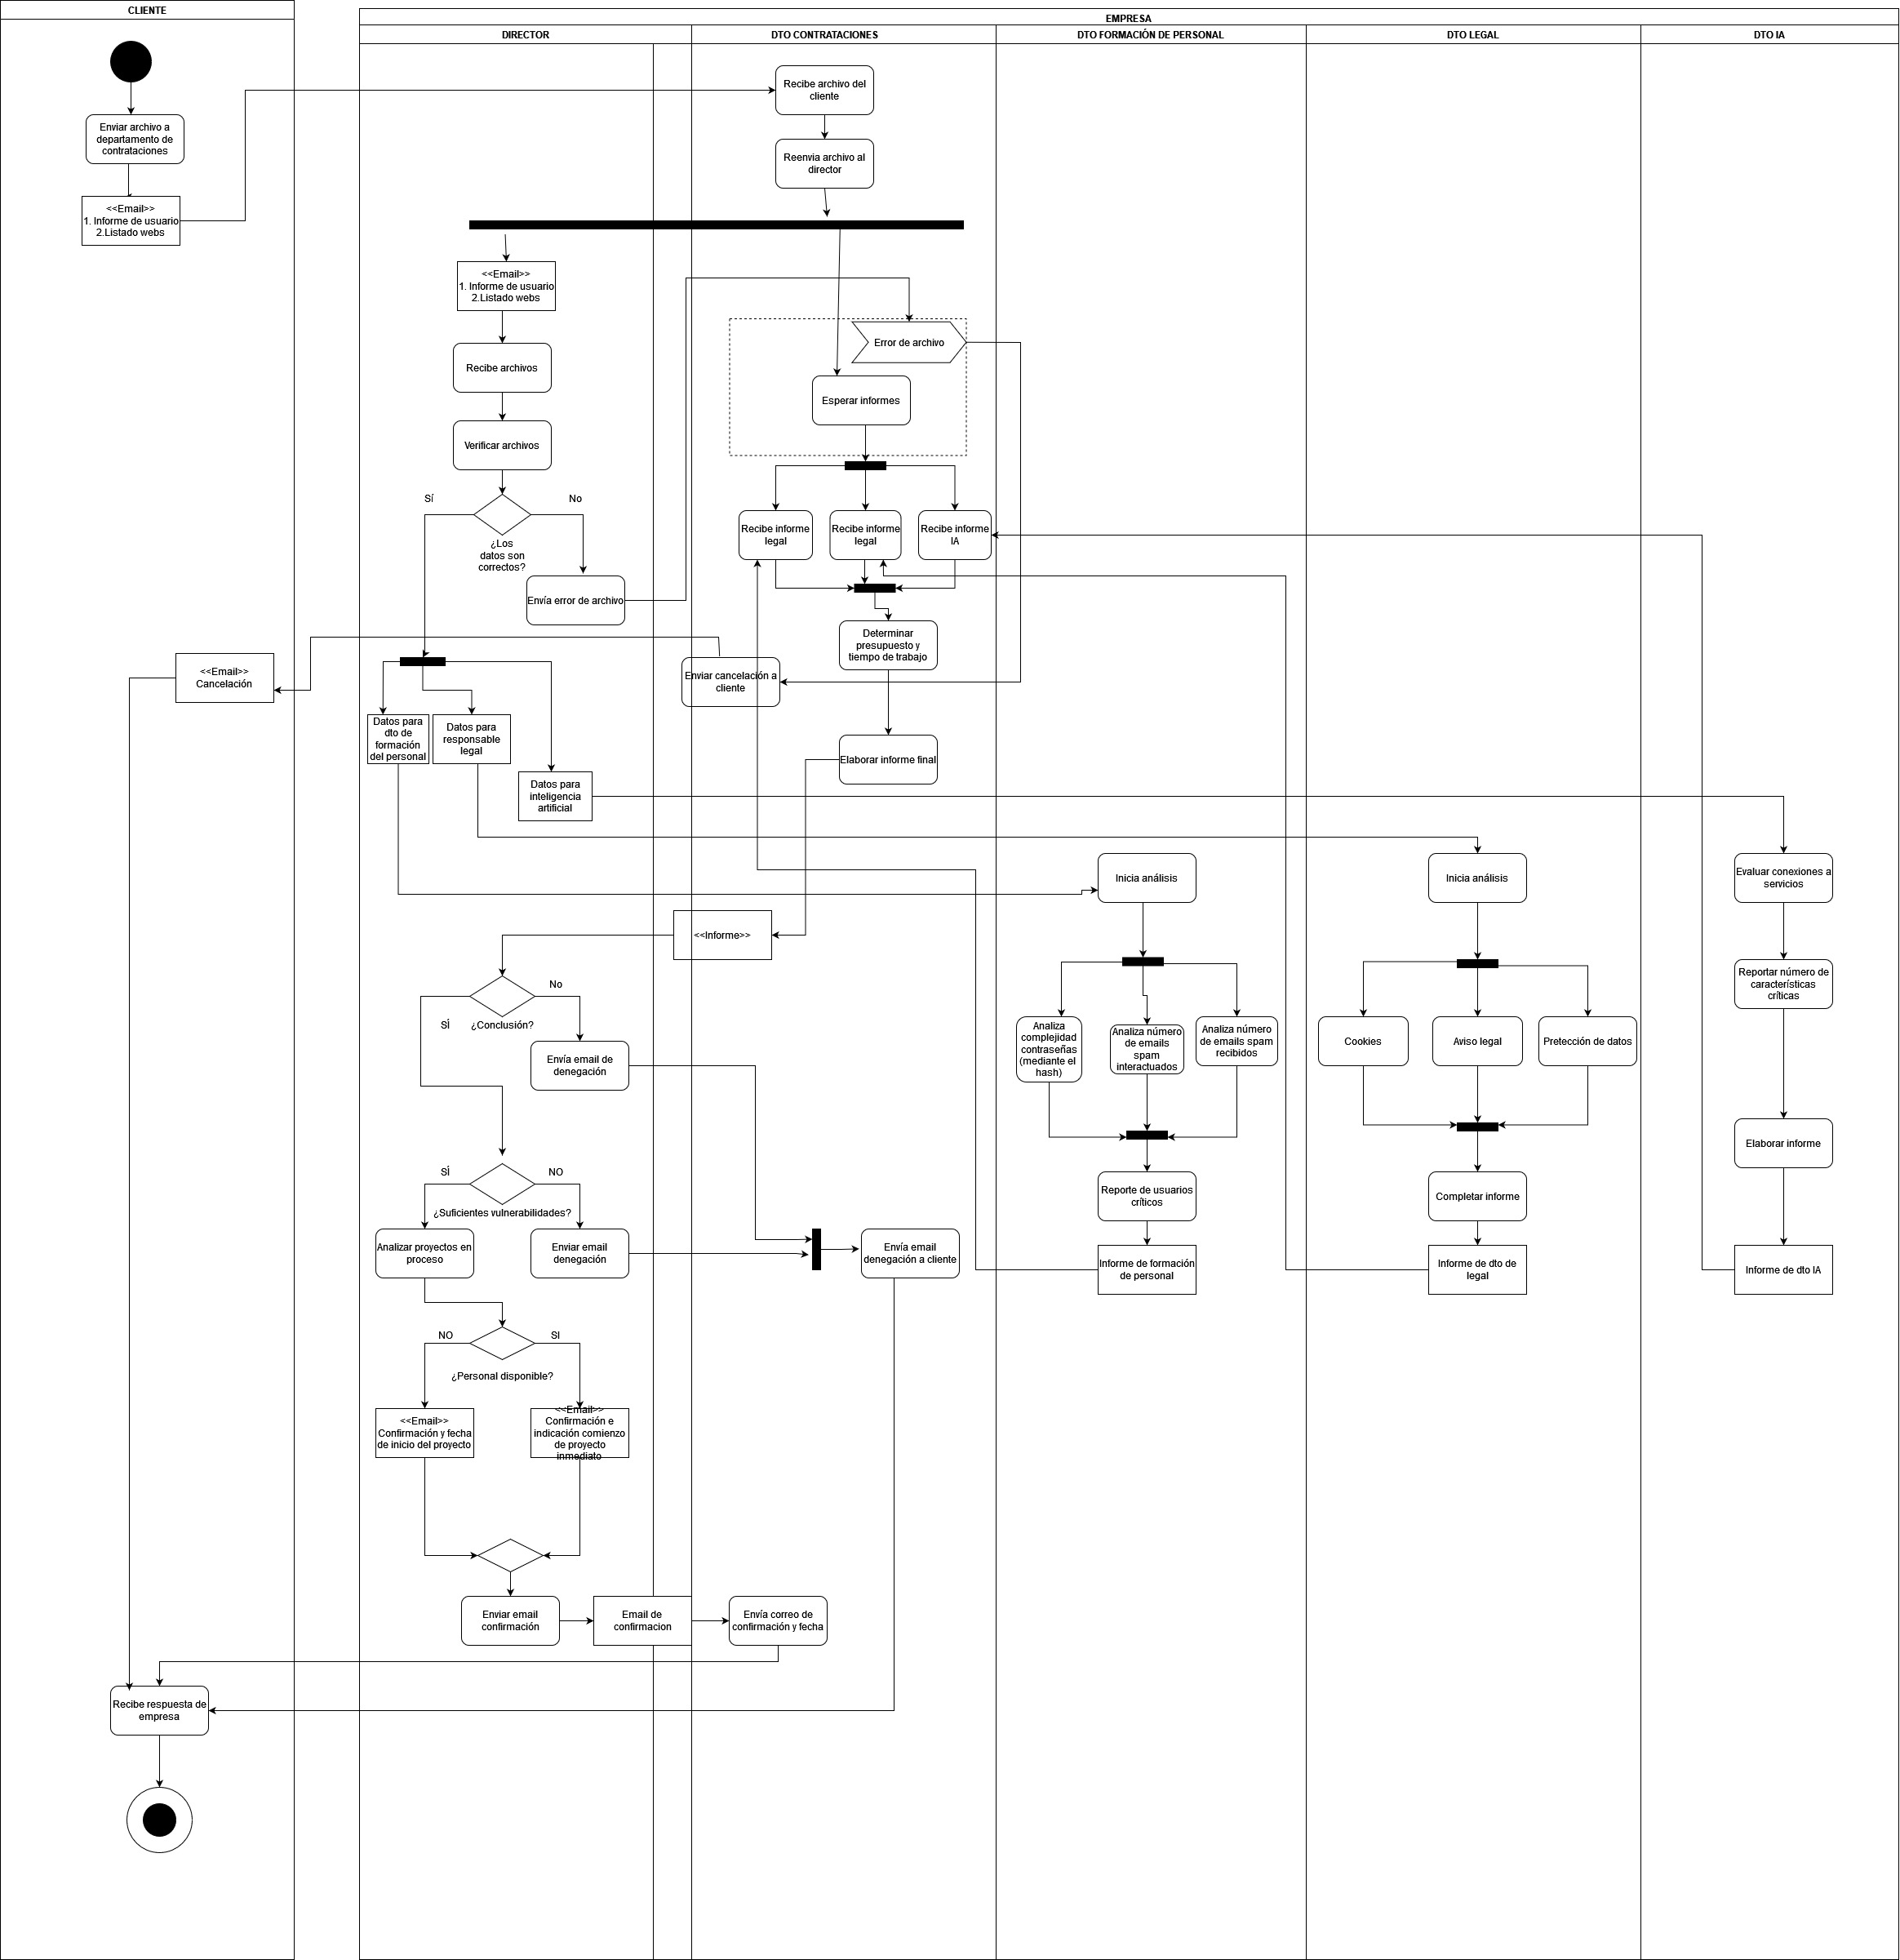 CLIENTE
EMPRESA
DIRECTOR
DTO CONTRATACIONES
DTO FORMACIÓN DE PERSONAL
DTO LEGAL
DTO IA
Enviar archivo a
departamento de
contrataciones
<<Email>>
1. Informe de usuario
2.Listado webs
Recibe archivo del
cliente
Reenvia archivo al
director
<<Email>>
1. Informe de usuario
2.Listado webs
Recibe archivos
Verificar archivos
Sí
No
¿Los
datos son
correctos?
Envía error de archivo
Error de archivo
Esperar informes
Recibe informe
legal
Recibe informe
legal
Recibe informe
IA
Determinar
presupuesto y
tiempo de trabajo
Enviar cancelación a
cliente
<<Email>>
Cancelación
Datos para
dto de
formación
del personal
Datos para
responsable
legal
Datos para
inteligencia
artificial
Elaborar informe final
Inicia análisis
Inicia análisis
Evaluar conexiones a
servicios
<<Informe>>
No
SÍ
¿Conclusión?
Envía email de
denegación
Reportar número de
características
críticas
Analiza
complejidad
contraseñas
(mediante el
hash)
Analiza número
de emails
spam
interactuados
Analiza número
de emails spam
recibidos
Cookies
Aviso legal
Pretección de datos
Elaborar informe
SÍ
NO
¿Suficientes vulnerabilidades?
Reporte de usuarios
críticos
Completar informe
Analizar proyectos en
proceso
Enviar email
denegación
Envía email
denegación a cliente
Informe de formación
de personal
Informe de dto de
legal
Informe de dto IA
NO
SI
¿Personal disponible?
<<Email>>
Confirmación y fecha
de inicio del proyecto
<<Email>>
Confirmación e
indicación comienzo
de proyecto
inmediato
Enviar email
confirmación
Email de
confirmacion
Envía correo de
confirmación y fecha
Recibe respuesta de
empresa